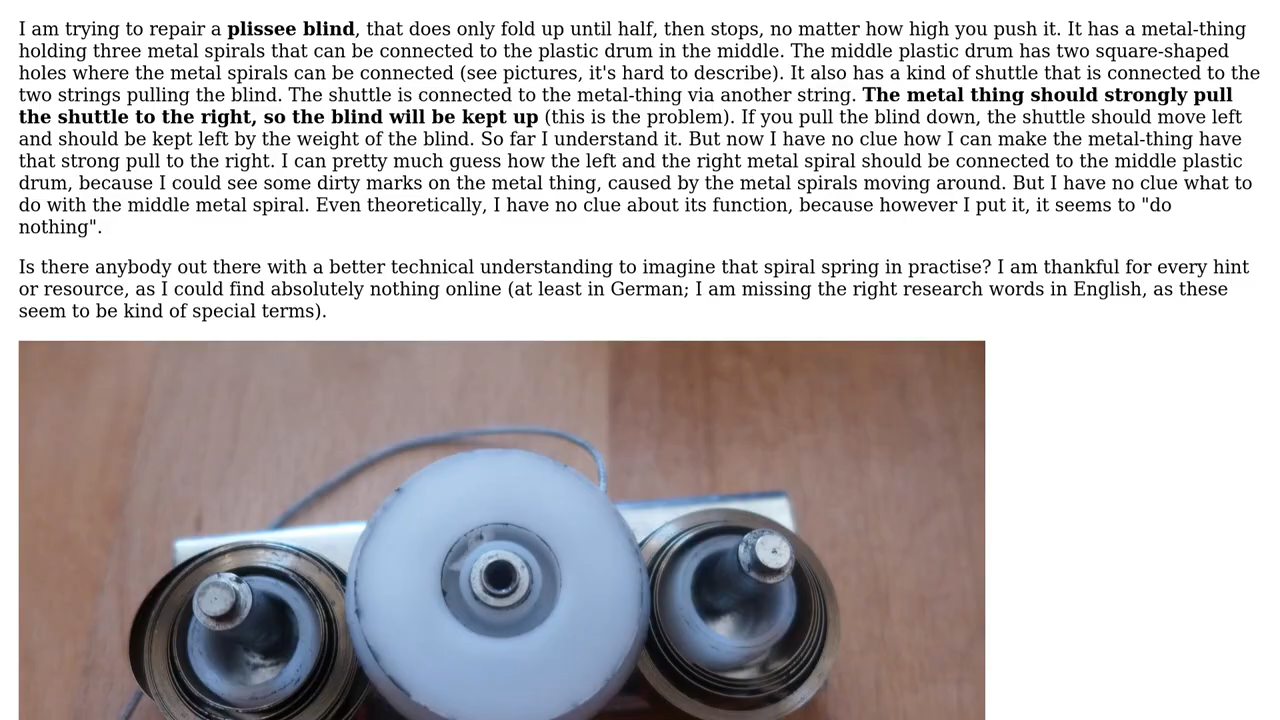 I am trying to repair a plissee blind, that does only fold up until half, then stops, no matter how high you push it. It has a metal-thing
holding three metal spirals that can be connected to the plastic drum in the middle. The middle plastic drum has two square-shaped
holes where the metal spirals can be connected (see pictures, it's hard to describe). It also has a kind of shuttle that is connected to the
two strings pulling the blind. The shuttle is connected to the metal-thing via another string. The metal thing should strongly pull
the shuttle to the right, so the blind will be kept up (this is the problem). If you pull the blind down, the shuttle should move left
and should be kept left by the weight of the blind. So far I understand it. But now I have no clue how I can make the metal-thing have
that strong pull to the right. I can pretty much guess how the left and the right metal spiral should be connected to the middle plastic
drum, because I could see some dirty marks on the metal thing, caused by the metal spirals moving around. But I have no clue what to
do with the middle metal spiral. Even theoretically, I have no clue about its function, because however I put it, it seems to "do
nothing".
Is there anybody out there with a better technical understanding to imagine that spiral spring in practise? I am thankful for every hint
or resource, as I could find absolutely nothing online (at least in German; I am missing the right research words in English, as these
seem to be kind of special terms).